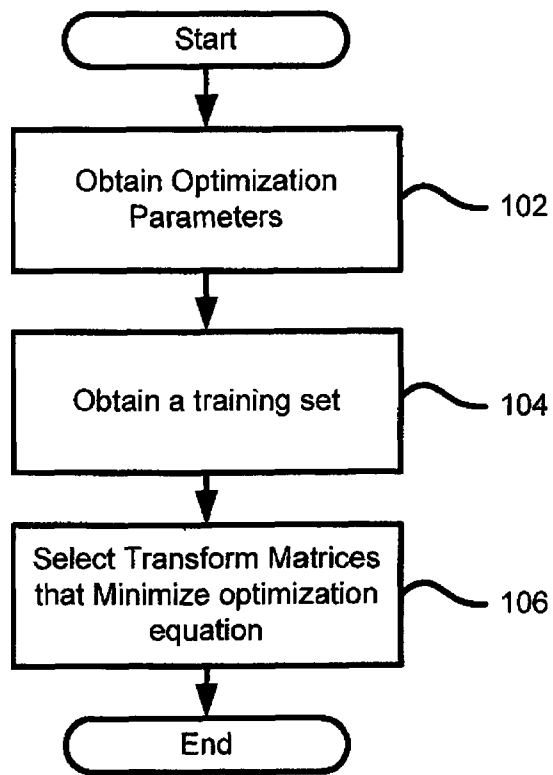 Start
Obtain Optimization
Parameters
102
Obtain a training set
104
Select Transform Matrices
that Minimize optimization
equation
106
End